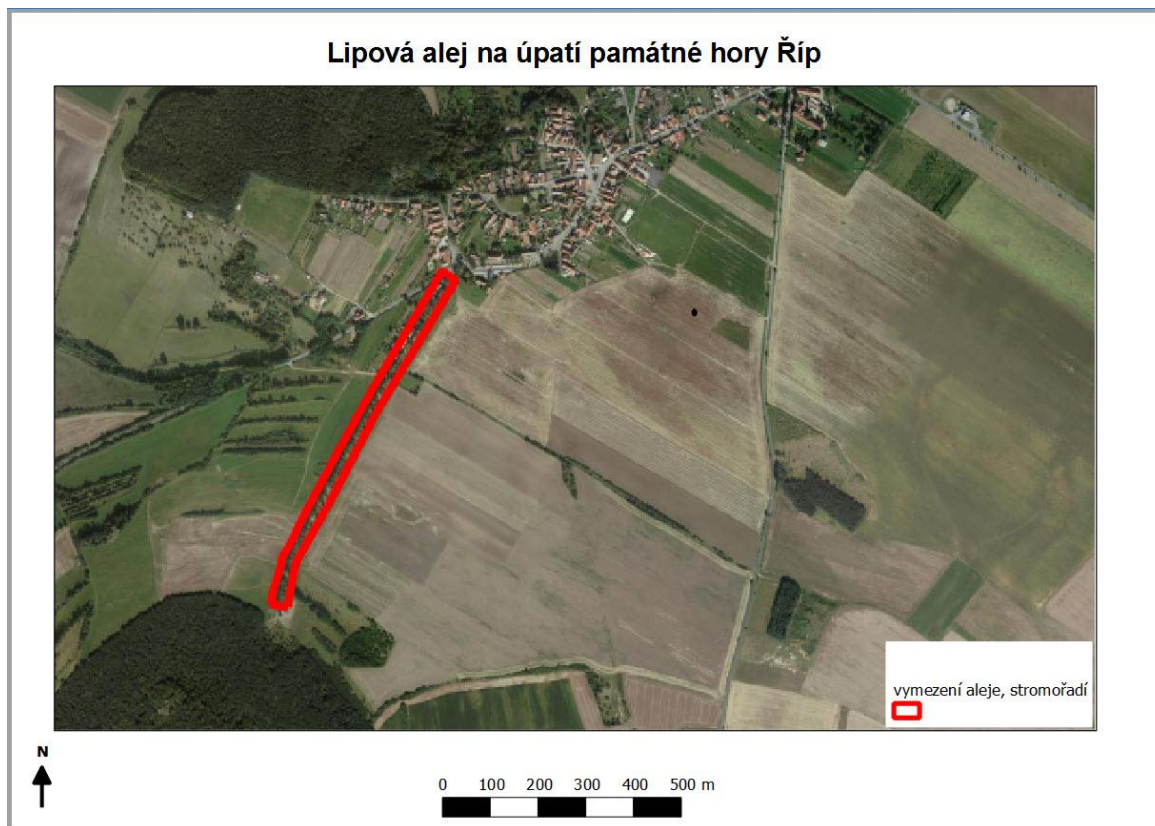 Lipová alej na úpatí památné hory Říp
vymezení aleje, stromořadí
N
0 100 200 300 400 500 m